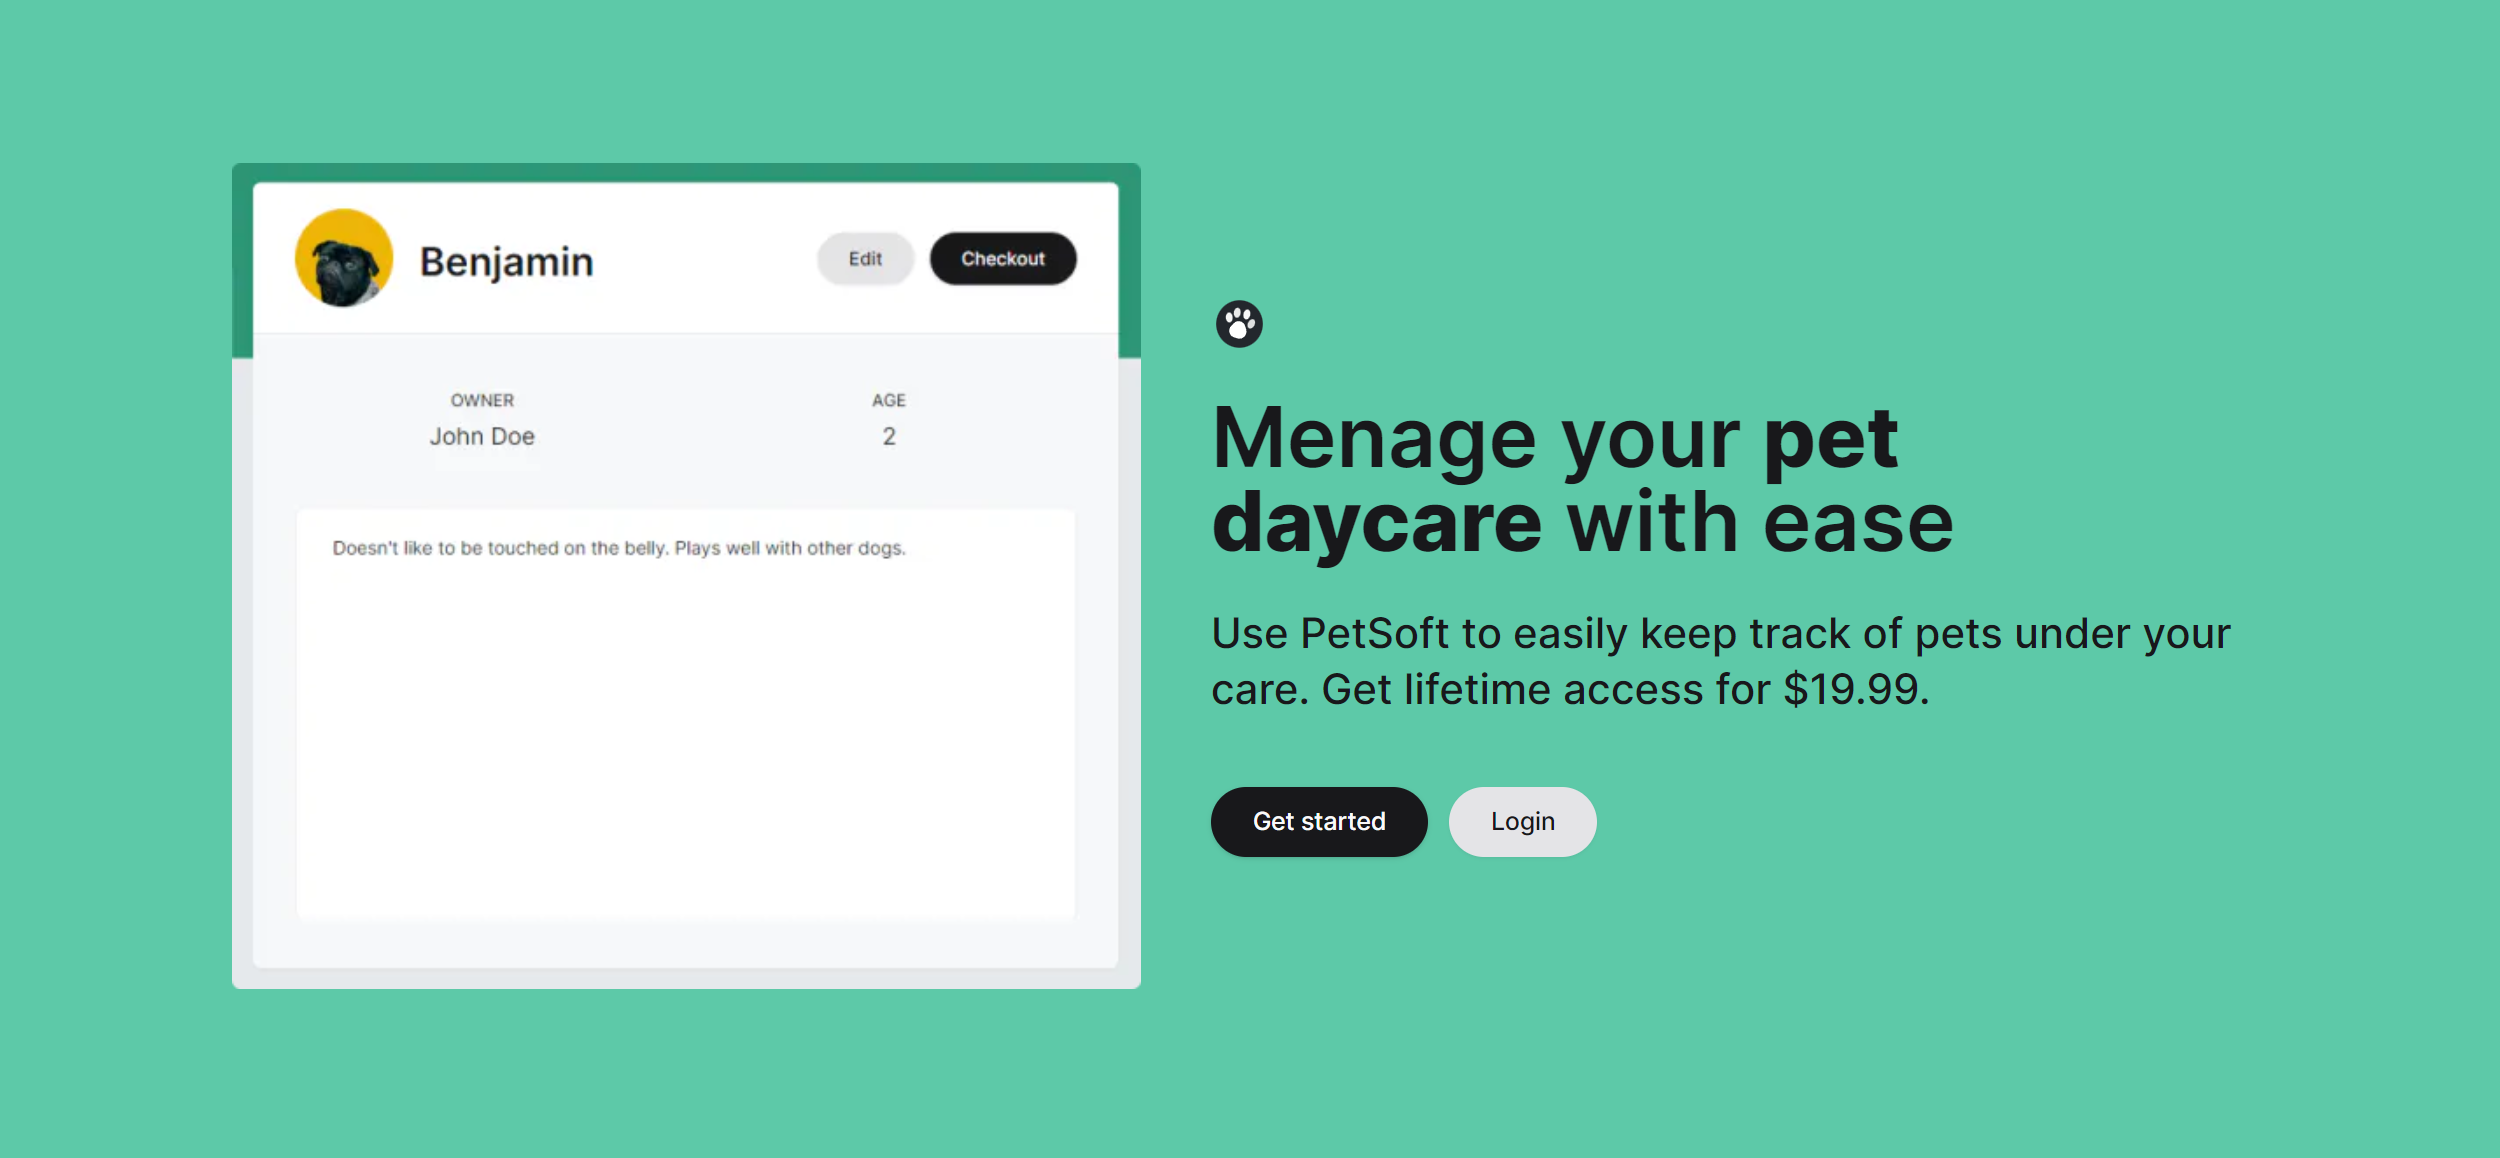 Benjamin
Edit
Checkout
OWNER
John Doe
AGE
2
Doesn't like to be touched on the belly. Plays well with other dogs.
Menage your pet
daycare with ease
Use PetSoft to easily keep track of pets under your
care. Get lifetime access for $19.99.
Get started
Login